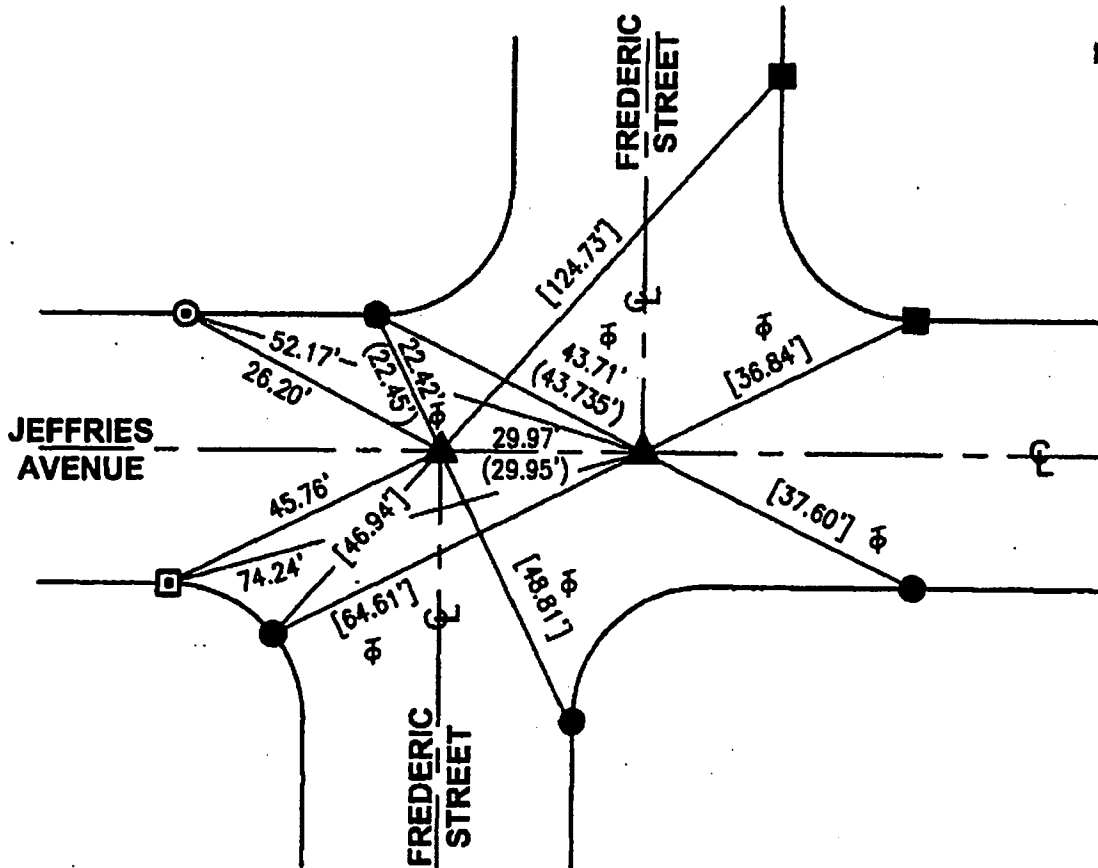 FREDERIC
STREET
[124.73']
℄
ф
43.71'
(43.735')
ф
[36.84']
52.17'
26.20'
22.42' ф
(22.45')
JEFFRIES
AVENUE
29.97'
(29.95')
℄
45.76'
74.24'
[46.94']
[64.61']
ф
℄
[48.81']
ф
[37.60'] ф
FREDERIC
STREET